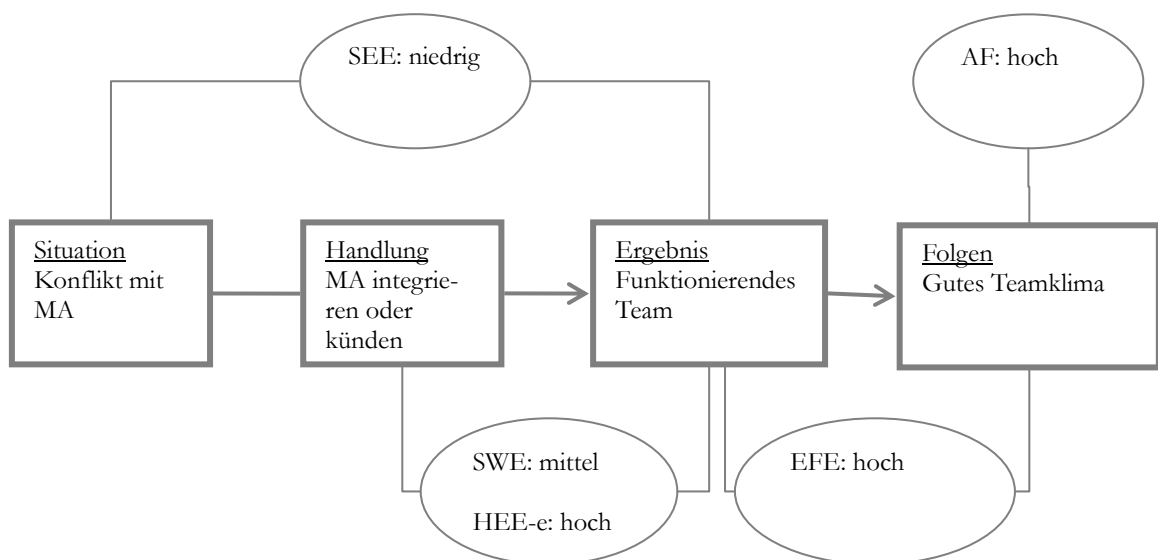 SEE: niedrig
AF: hoch
Situation
Konflikt mit
MA
Handlung
MA integrie-
ren oder
künden
Ergebnis
Funktionierendes
Team
Folgen
Gutes Teamklima
SWE: mittel
HEE-e: hoch
EFE: hoch